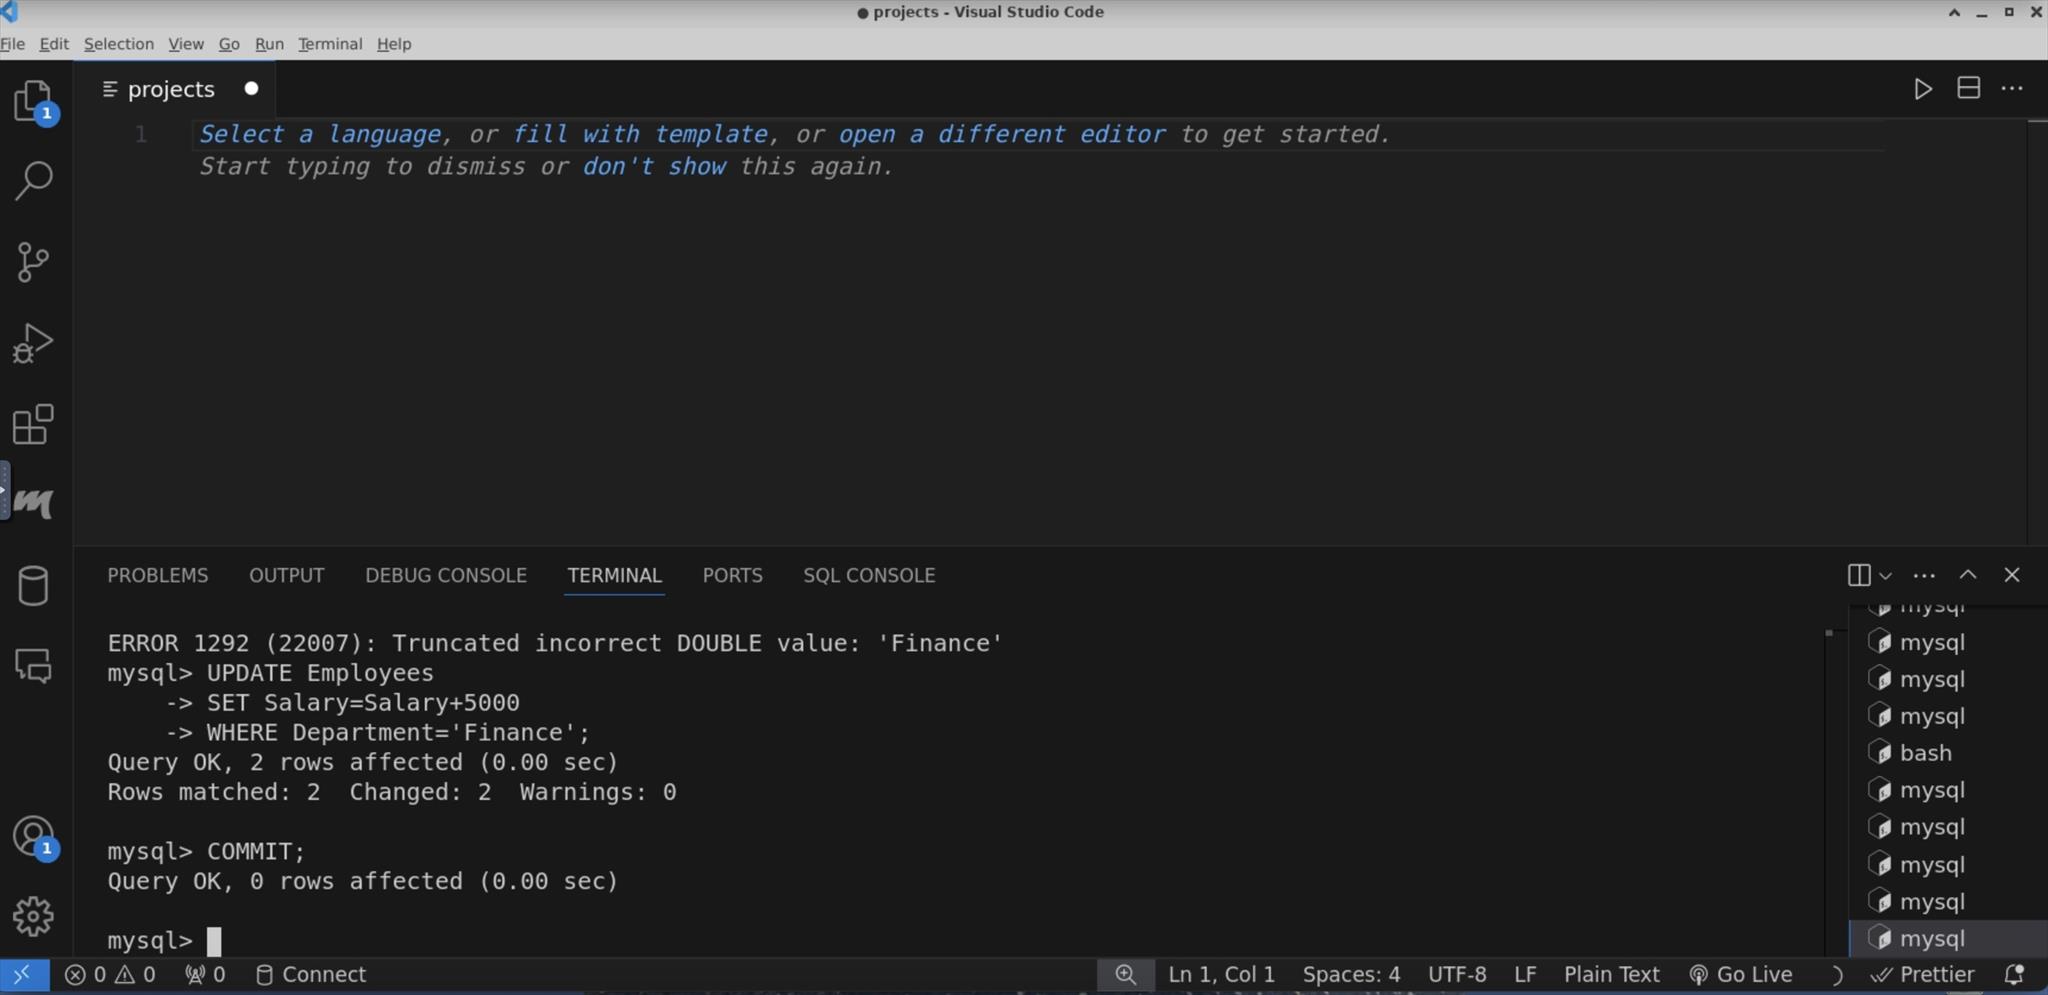 projects - Visual Studio Code
File Edit Selection View Go Run Terminal Help
projects
1 Select a language, or fill with template, or open a different editor to get started.
Start typing to dismiss or don't show this again.
1
PROBLEMS OUTPUT DEBUG CONSOLE TERMINAL PORTS SQL CONSOLE
ERROR 1292 (22007): Truncated incorrect DOUBLE value: 'Finance'
mysql> UPDATE Employees
-> SET Salary=Salary+5000
-> WHERE Department='Finance';
Query OK, 2 rows affected (0.00 sec)
Rows matched: 2 Changed: 2 Warnings: 0
mysql> COMMIT;
Query OK, 0 rows affected (0.00 sec)
mysql>
mysql
mysql
mysql
mysql
bash
mysql
mysql
mysql
mysql
mysql
1
0 0 0 Connect Ln 1, Col 1 Spaces: 4 UTF-8 LF Plain Text Go Live Prettier